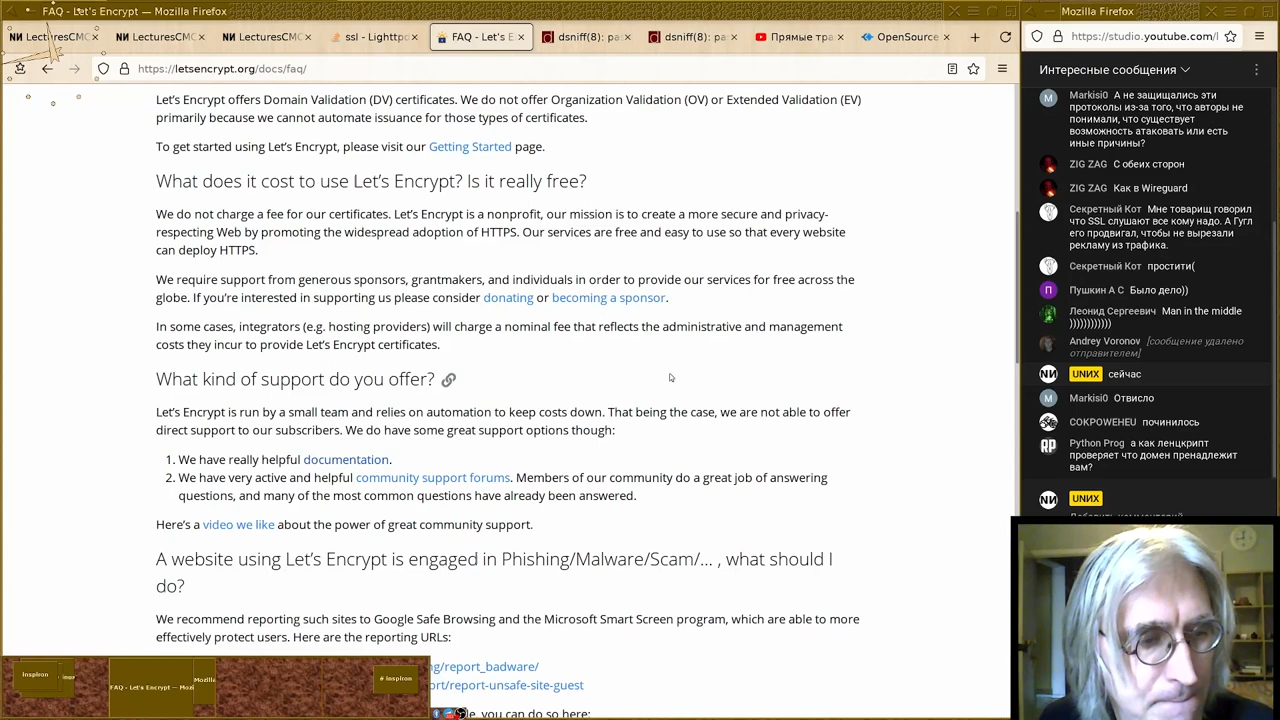 FAQ - Let's Encrypt — Mozilla Firefox
Mozilla Firefox
LecturesCMC
LecturesCMC
LecturesCMC
ssl - Lighttp
FAQ - Let's E
dsniff(8): pa
dsniff(8): pa
Прямые тра
OpenSource
https://letsencrypt.org/docs/faq/
https://studio.youtube.com/l
Let's Encrypt offers Domain Validation (DV) certificates. We do not offer Organization Validation (OV) or Extended Validation (EV)
primarily because we cannot automate issuance for those types of certificates.
To get started using Let's Encrypt, please visit our Getting Started page.
What does it cost to use Let's Encrypt? Is it really free?
We do not charge a fee for our certificates. Let's Encrypt is a nonprofit, our mission is to create a more secure and privacy-
respecting Web by promoting the widespread adoption of HTTPS. Our services are free and easy to use so that every website
can deploy HTTPS.
We require support from generous sponsors, grantmakers, and individuals in order to provide our services for free across the
globe. If you're interested in supporting us please consider donating or becoming a sponsor.
In some cases, integrators (e.g. hosting providers) will charge a nominal fee that reflects the administrative and management
costs they incur to provide Let's Encrypt certificates.
What kind of support do you offer?
Let's Encrypt is run by a small team and relies on automation to keep costs down. That being the case, we are not able to offer
direct support to our subscribers. We do have some great support options though:
1. We have really helpful documentation.
2. We have very active and helpful community support forums. Members of our community do a great job of answering
questions, and many of the most common questions have already been answered.
Here's a video we like about the power of great community support.
A website using Let's Encrypt is engaged in Phishing/Malware/Scam/... , what should I
do?
We recommend reporting such sites to Google Safe Browsing and the Microsoft Smart Screen program, which are able to more
effectively protect users. Here are the reporting URLs:
ng/report_badware/
ort/report-unsafe-site-guest
le, you can do so here:
inspiron
FAQ - Let's Encrypt — Mozi
Mozilla
# inspiron
Интересные сообщения
M
Markisi0 А не защищались эти
протоколы из-за того, что авторы не
понимали, что существует
возможность атаковать или есть
иные причины?
ZIG ZAG С обеих сторон
ZIG ZAG Как в Wireguard
Секретный Кот Мне товарищ говорил
что SSL слушают все кому надо. А Гугл
его продвигал, чтобы не вырезали
рекламу из трафика.
Секретный Кот прости(
П
Пушкин А С Было дело))
Леонид Сергеевич Man in the middle
)))))))))))
Andrey Voronov [сообщение удалено
отправителем]
UNИX сейчас
M
Markisi0 Отвисло
COKPOWEHEU починилось
Python Prog а как ленцкрипт
проверяет что домен пренадлежит
вам?
UNИX